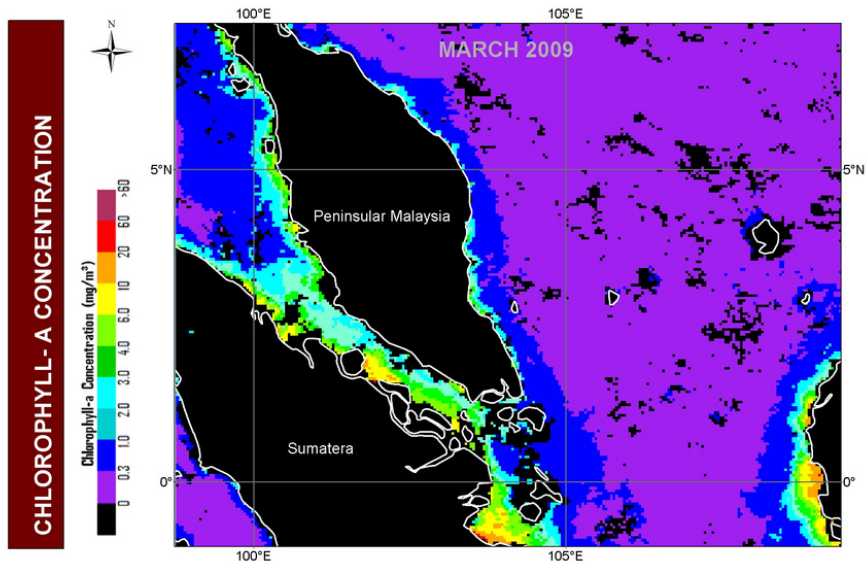 CHLOROPHYLL- A CONCENTRATION
N
Chlorophyll-a Concentration (mg/m³)
>60
60
20
10
6.0
4.0
3.0
2.0
1.0
0.3
0
100°E
105°E
MARCH 2009
5°N
5°N
Peninsular Malaysia
Sumatera
0°
0°
100°E
105°E